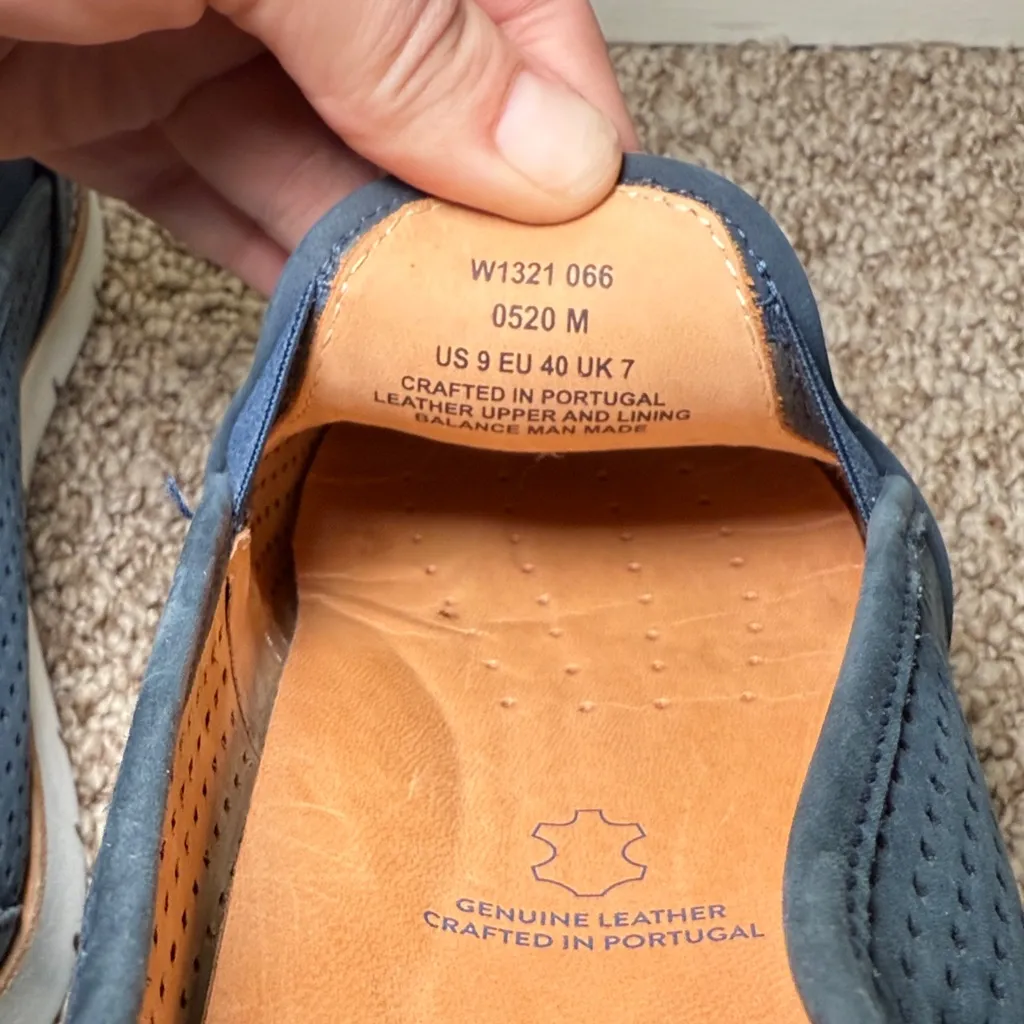 W1321 066
0520 M
US 9 EU 40 UK 7
CRAFTED IN PORTUGAL
LEATHER UPPER AND LINING
BALANCE MAN MADE
GENUINE LEATHER
CRAFTED IN PORTUGAL